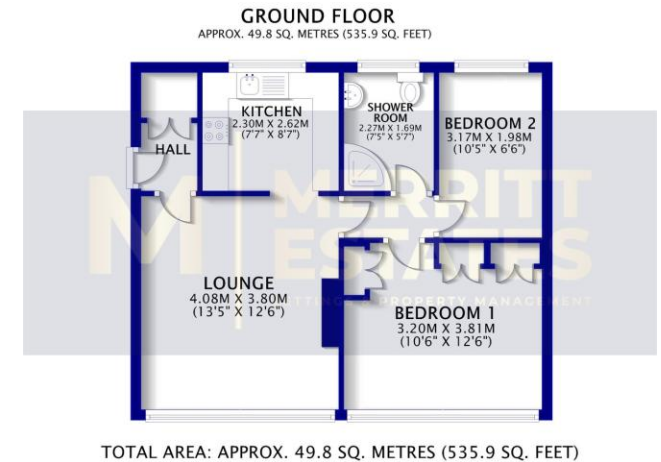 GROUND FLOOR
APPROX. 49.8 SQ. METRES (535.9 SQ. FEET)
KITCHEN
2.30M X 2.62M
(7'7" X 8'7")
SHOWER
ROOM
2.27M X 1.69M
(7'5" X 5'7")
BEDROOM 2
3.17M X 1.98M
(10'5" X 6'6")
HALL
M
MERRITT
ESTATES
PROPERTY MANAGEMENT
LOUNGE
4.08M X 3.80M
(13'5" X 12'6")
BEDROOM 1
3.20M X 3.81M
(10'6" X 12'6")
TOTAL AREA: APPROX. 49.8 SQ. METRES (535.9 SQ. FEET)